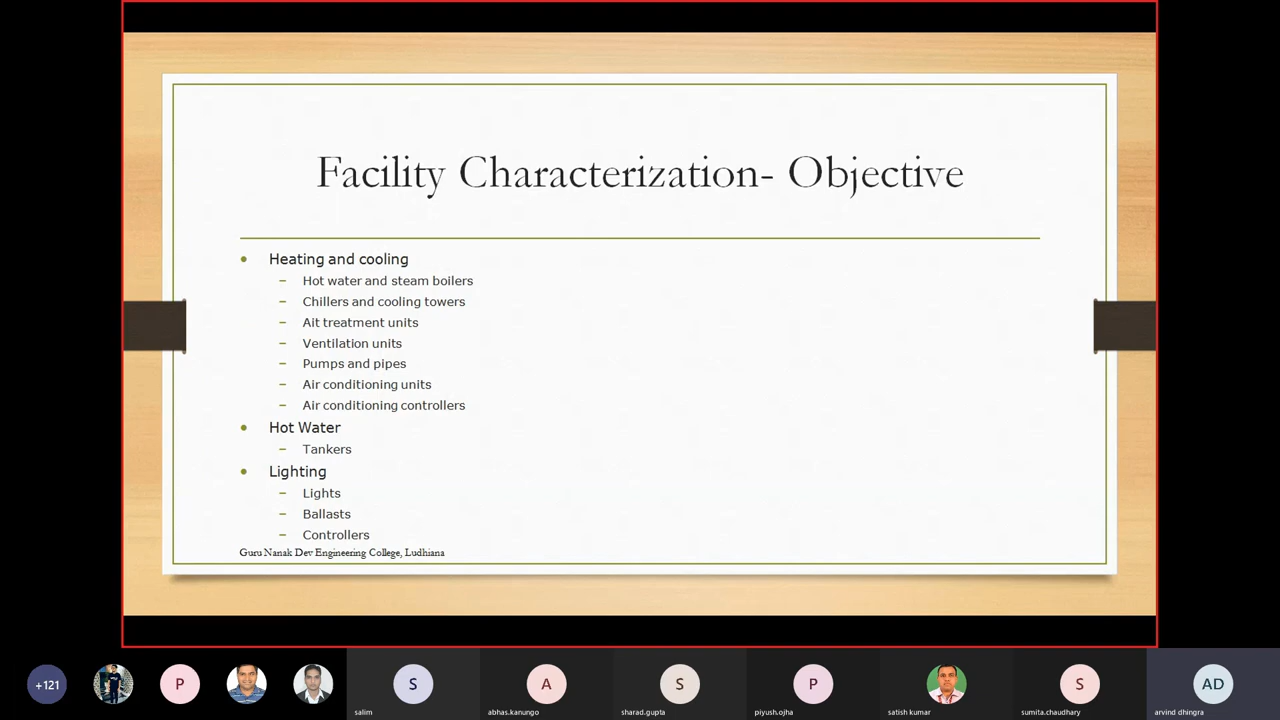 Facility Characterization- Objective
• Heating and cooling
– Hot water and steam boilers
– Chillers and cooling towers
– Ait treatment units
– Ventilation units
– Pumps and pipes
– Air conditioning units
– Air conditioning controllers
• Hot Water
– Tankers
• Lighting
– Lights
– Ballasts
– Controllers
Guru Nanak Dev Engineering College, Ludhiana
+121 P S A S P S AD
salim abhas.kanungo sharad.gupta piyush.ojha satish kumar sumita.chaudhary arvind dhingra